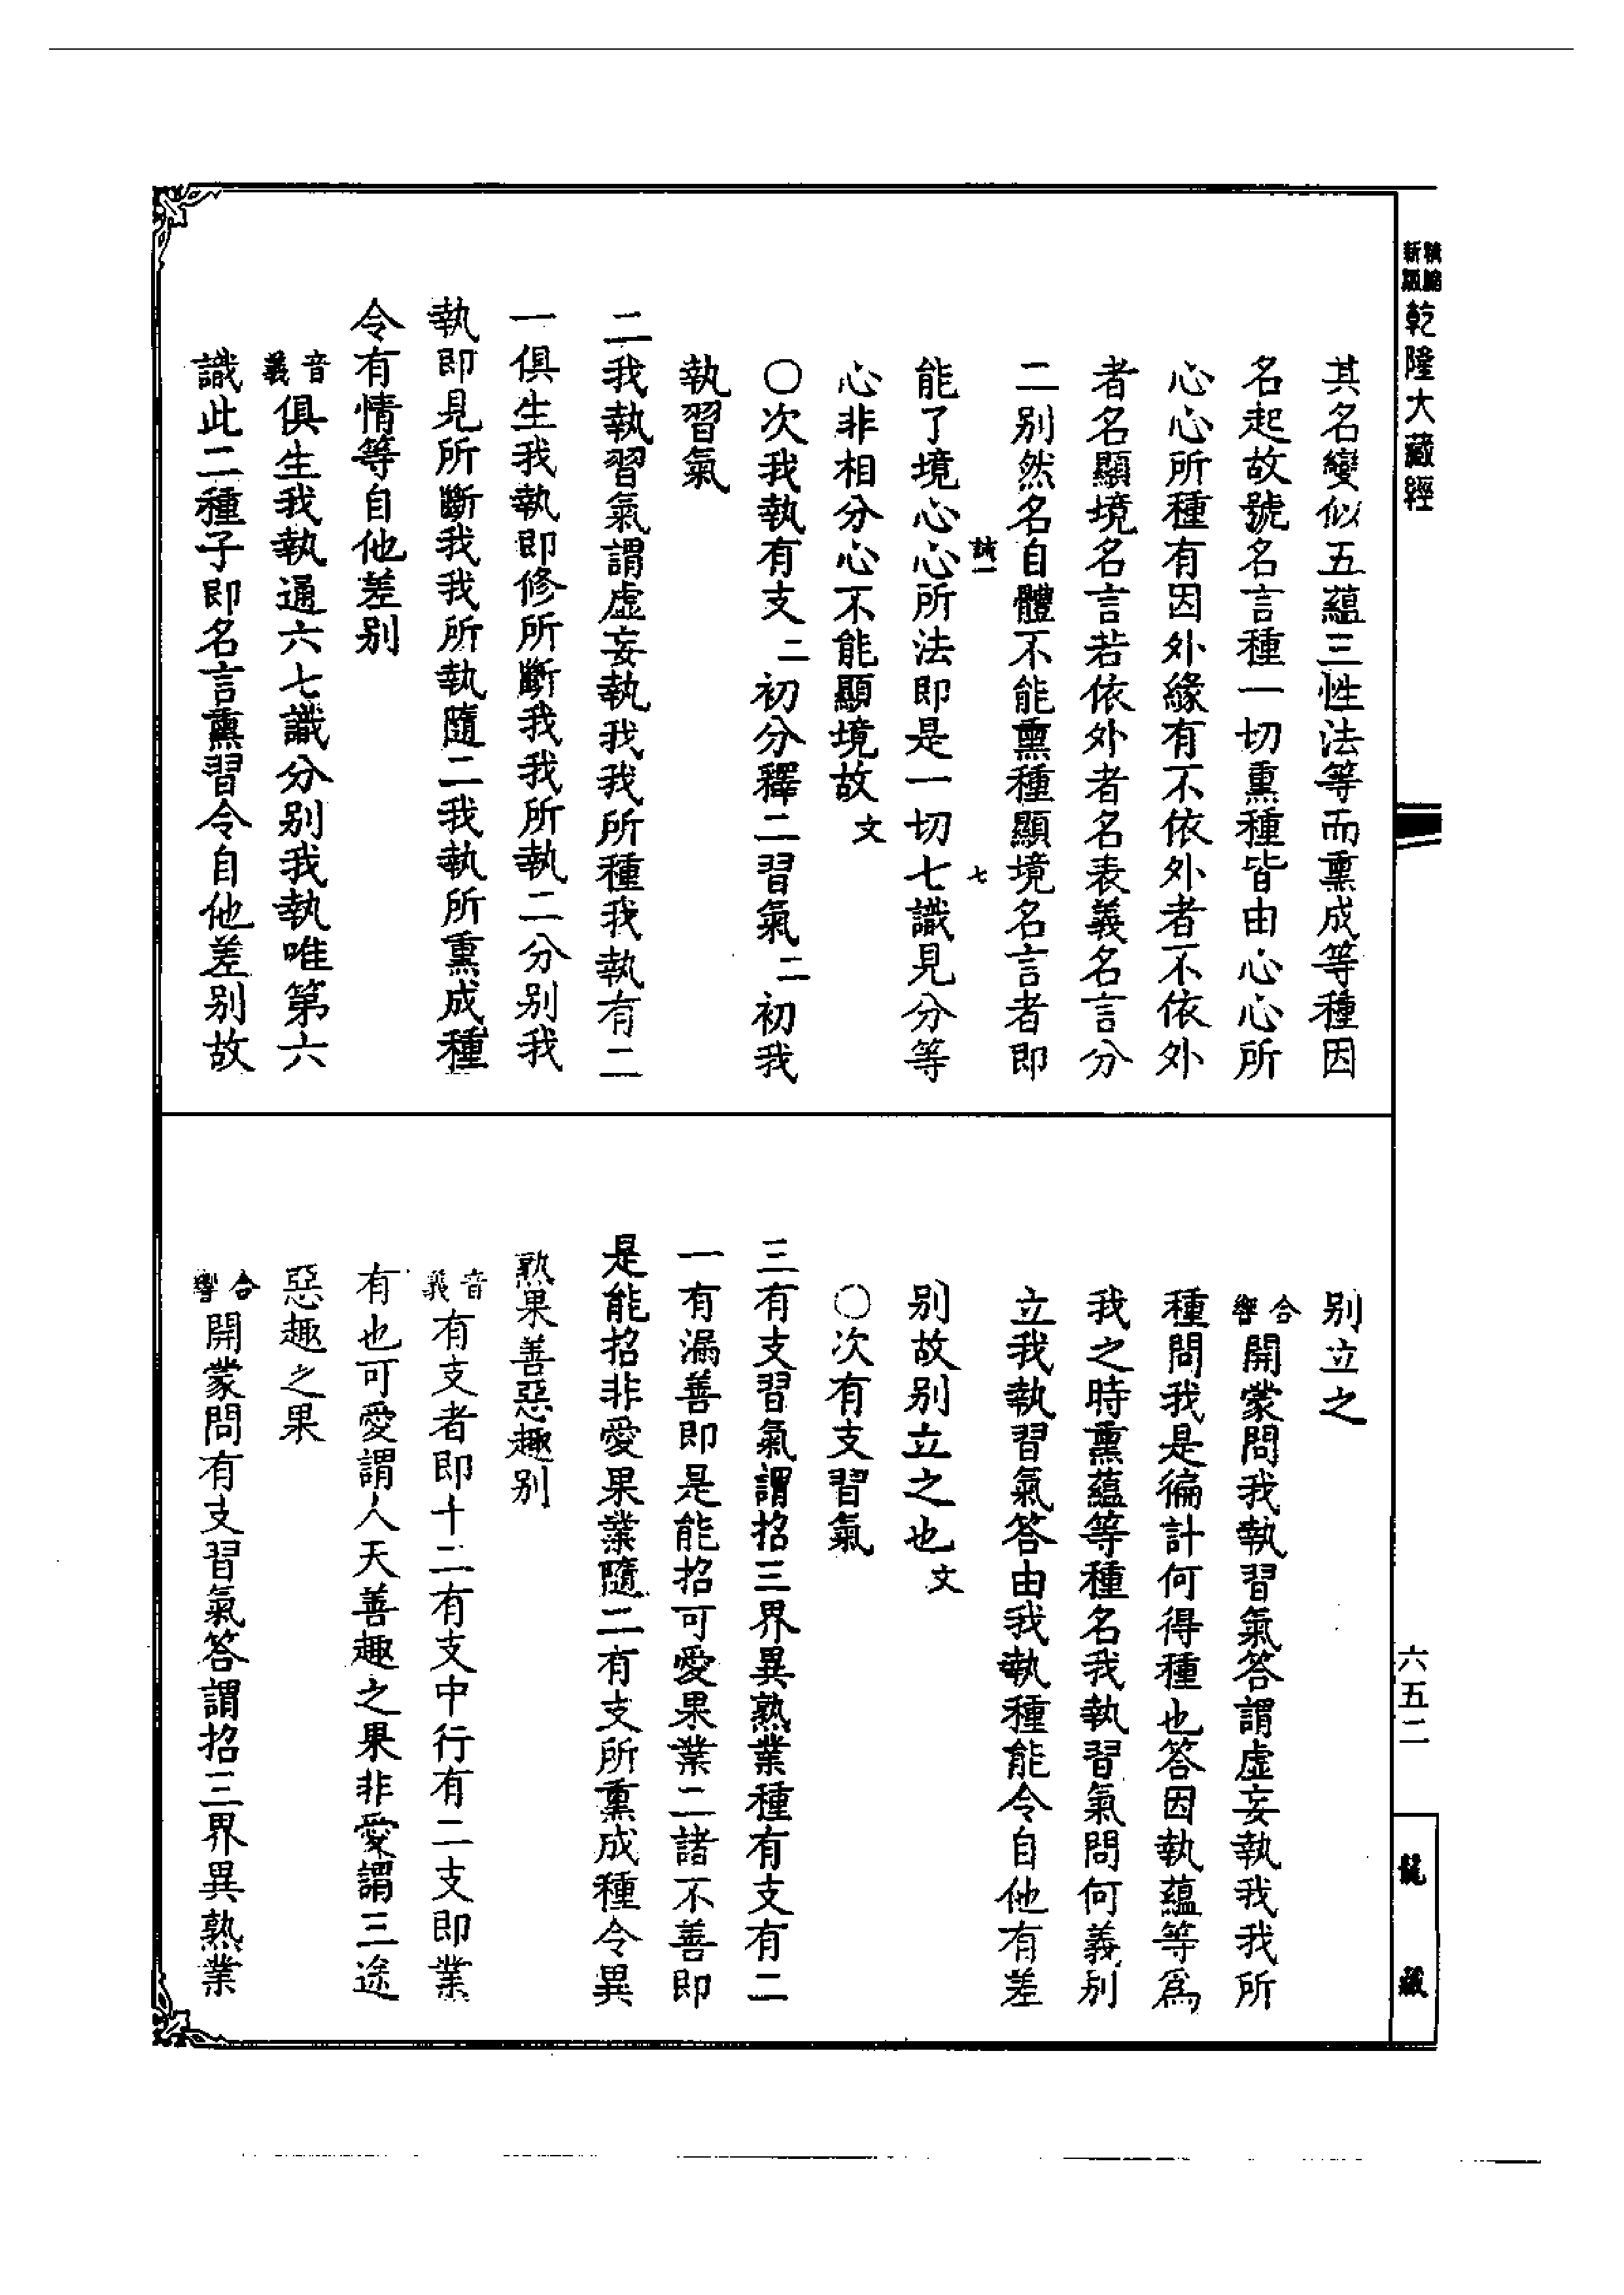 精縮新版乾隆大藏經
其名變似五蘊三性法等而熏成等種因
名起故號名言種一切熏種皆由心心所
心心所種有因外緣有不依外者不依外
者名顯境名言若依外者名表義名言分
二別然名自體不能熏種顯境名言者即
七
能了境心心所法即是一切七識見分等
心非相分心不能顯境故文
〇次我執有支二初分釋二習氣二初我
執習氣
二我執習氣謂虛妄執我我所種我執有二
一俱生我執即修所斷我我所執二分別我
執即見所斷我我所執隨二我執所熏成種
令有情等自他差別
音義俱生我執通六七識分別我執唯第六
識此二種子即名言熏習令自他差別故
別立之
合響開蒙問我執習氣答謂虛妄執我我所
種問我是徧計何得種也答因執蘊等為
我之時熏蘊等種名我執習氣問何義別
立我執習氣答由我執種能令自他有差
別故別立之也文
〇次有支習氣
三有支習氣謂招三界異熟業種有支有二
一有漏善即是能招可愛果業二諸不善即
是能招非愛果業隨二有支所熏成種令異
熟果善惡趣別
音義有支者即十二有支中行有二支即業
有也可愛謂人天善趣之果非愛謂三途
惡趣之果
合響開蒙問有支習氣答謂招三界異熟業
六五二
龍藏